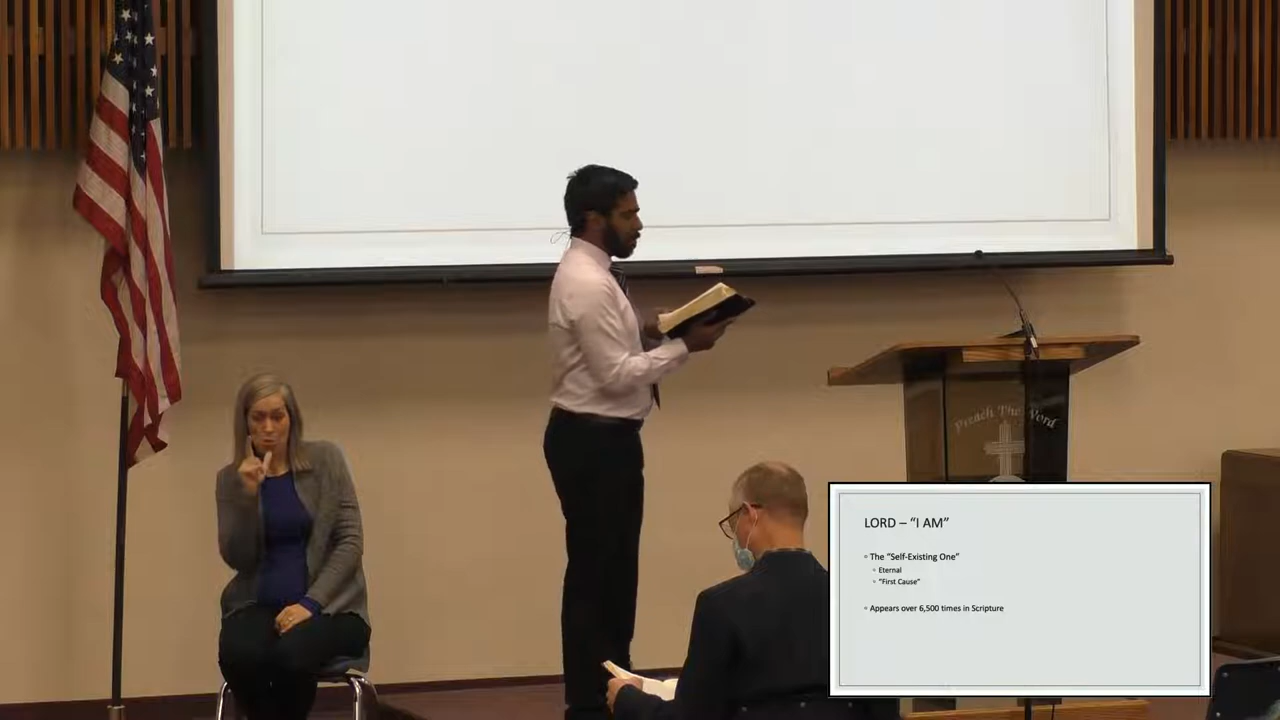 Preach The Word
LORD – “I AM”
▫ The “Self-Existing One”
▫ Eternal
▫ “First Cause”
▫ Appears over 6,500 times in Scripture